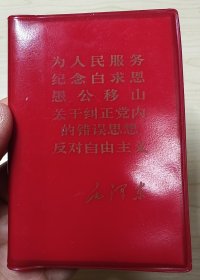 为人民服务
纪念白求恩
愚公移山
关于纠正党内
的错误思想
反对自由主义
毛泽东